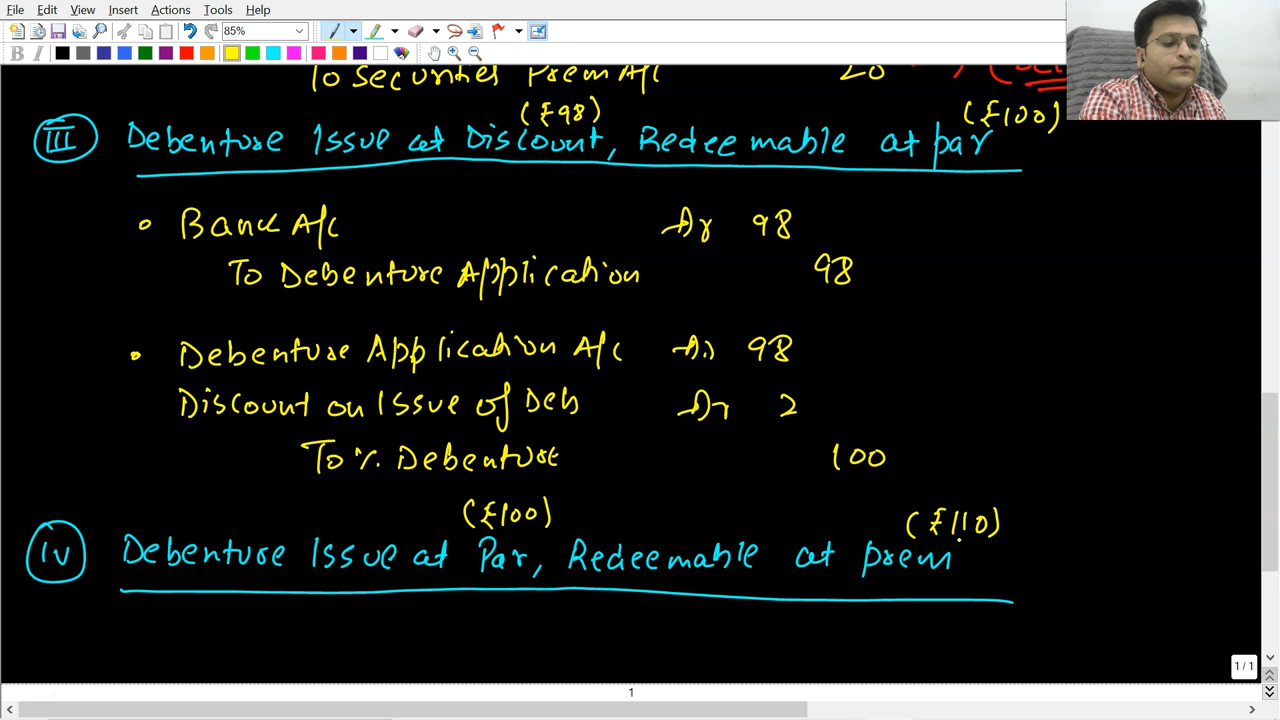 File Edit View Insert Actions Tools Help
85%
B I
To Securities Prem A/c 20
(₤98) (₤100)
III Debenture Issue at Discount, Redeemable at par
• Bank A/c Dr 98
To Debenture Application 98
• Debenture Application A/c Dr 98
Discount on Issue of Deb Dr 2
To % Debenture 100
(₤100) (₤110)
iv Debenture Issue at Par, Redeemable at prem
1/1
1